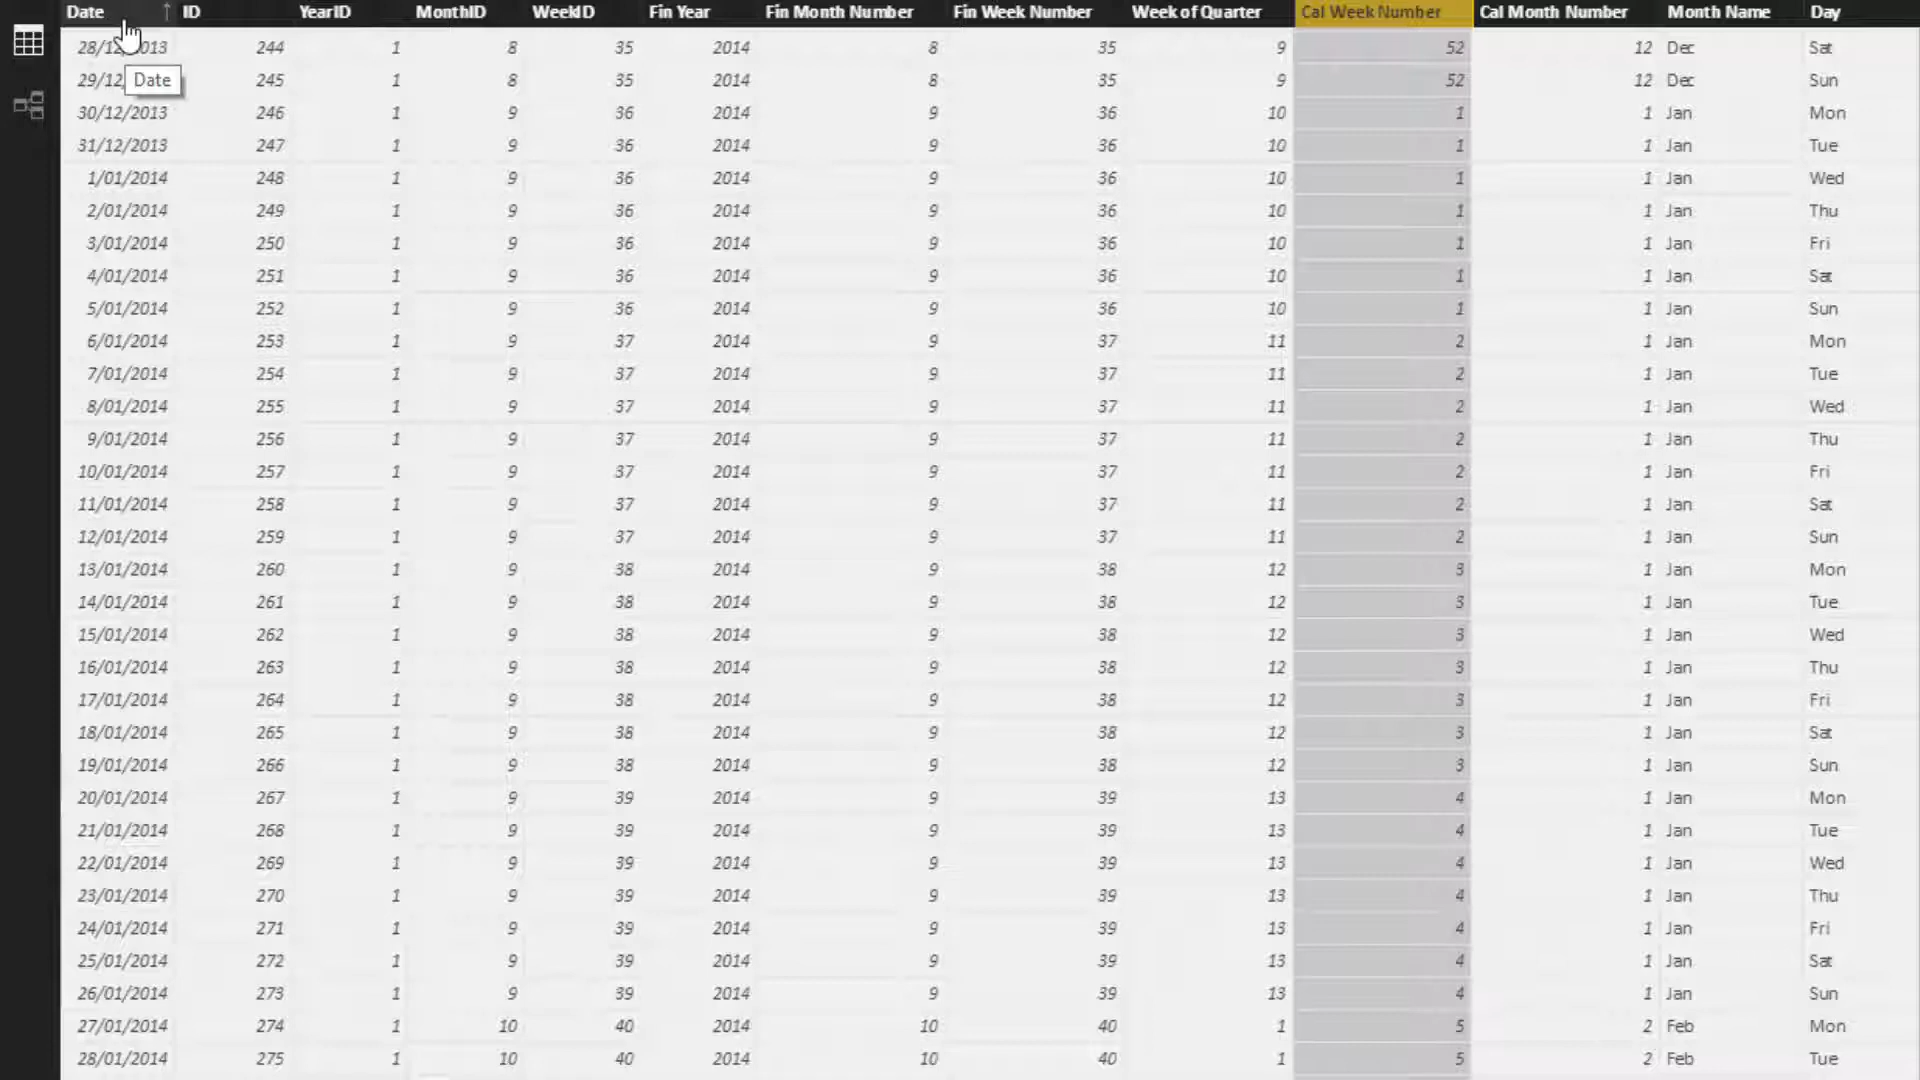 Date ID YearID MonthID WeekID Fin Year Fin Month Number Fin Week Number Week of Quarter Cal Week Number Cal Month Number Month Name Day
28/12/2013 244 1 8 35 2014 8 35 9 52 12 Dec Sat
29/12 245 1 8 35 2014 8 35 9 52 12 Dec Sun
Date
30/12/2013 246 1 9 36 2014 9 36 10 1 1 Jan Mon
31/12/2013 247 1 9 36 2014 9 36 10 1 1 Jan Tue
1/01/2014 248 1 9 36 2014 9 36 10 1 1 Jan Wed
2/01/2014 249 1 9 36 2014 9 36 10 1 1 Jan Thu
3/01/2014 250 1 9 36 2014 9 36 10 1 1 Jan Fri
4/01/2014 251 1 9 36 2014 9 36 10 1 1 Jan Sat
5/01/2014 252 1 9 36 2014 9 36 10 1 1 Jan Sun
6/01/2014 253 1 9 37 2014 9 37 11 2 1 Jan Mon
7/01/2014 254 1 9 37 2014 9 37 11 2 1 Jan Tue
8/01/2014 255 1 9 37 2014 9 37 11 2 1 Jan Wed
9/01/2014 256 1 9 37 2014 9 37 11 2 1 Jan Thu
10/01/2014 257 1 9 37 2014 9 37 11 2 1 Jan Fri
11/01/2014 258 1 9 37 2014 9 37 11 2 1 Jan Sat
12/01/2014 259 1 9 37 2014 9 37 11 2 1 Jan Sun
13/01/2014 260 1 9 38 2014 9 38 12 3 1 Jan Mon
14/01/2014 261 1 9 38 2014 9 38 12 3 1 Jan Tue
15/01/2014 262 1 9 38 2014 9 38 12 3 1 Jan Wed
16/01/2014 263 1 9 38 2014 9 38 12 3 1 Jan Thu
17/01/2014 264 1 9 38 2014 9 38 12 3 1 Jan Fri
18/01/2014 265 1 9 38 2014 9 38 12 3 1 Jan Sat
19/01/2014 266 1 9 38 2014 9 38 12 3 1 Jan Sun
20/01/2014 267 1 9 39 2014 9 39 13 4 1 Jan Mon
21/01/2014 268 1 9 39 2014 9 39 13 4 1 Jan Tue
22/01/2014 269 1 9 39 2014 9 39 13 4 1 Jan Wed
23/01/2014 270 1 9 39 2014 9 39 13 4 1 Jan Thu
24/01/2014 271 1 9 39 2014 9 39 13 4 1 Jan Fri
25/01/2014 272 1 9 39 2014 9 39 13 4 1 Jan Sat
26/01/2014 273 1 9 39 2014 9 39 13 4 1 Jan Sun
27/01/2014 274 1 10 40 2014 10 40 1 5 2 Feb Mon
28/01/2014 275 1 10 40 2014 10 40 1 5 2 Feb Tue